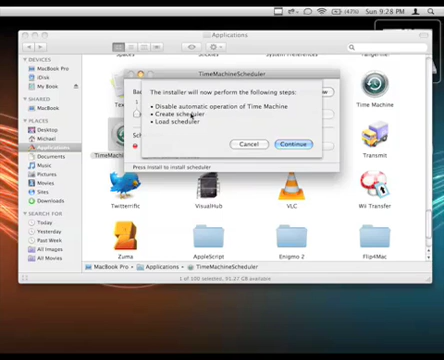 Sun 9:28 PM
Applications
DEVICES
MacBook Pro
iDisk
My Book
SHARED
MacBook
PLACES
Desktop
Michael
Applications
Documents
Music
Pictures
Movies
Sites
Downloads
SEARCH FOR
Today
Yesterday
Past Week
All Images
All Movies
TimeMachineScheduler
The installer will now perform the following steps:
• Disable automatic operation of Time Machine
• Create scheduler
• Load scheduler
Cancel
Continue
Press Install to install scheduler
Time Machine
Transmit
Twitterrific
VisualHub
VLC
Wii Transfer
Zuma
AppleScript
Enigmo 2
Flip4Mac
MacBook Pro
Applications
TimeMachineScheduler
1 of 100 selected, 91.27 GB available